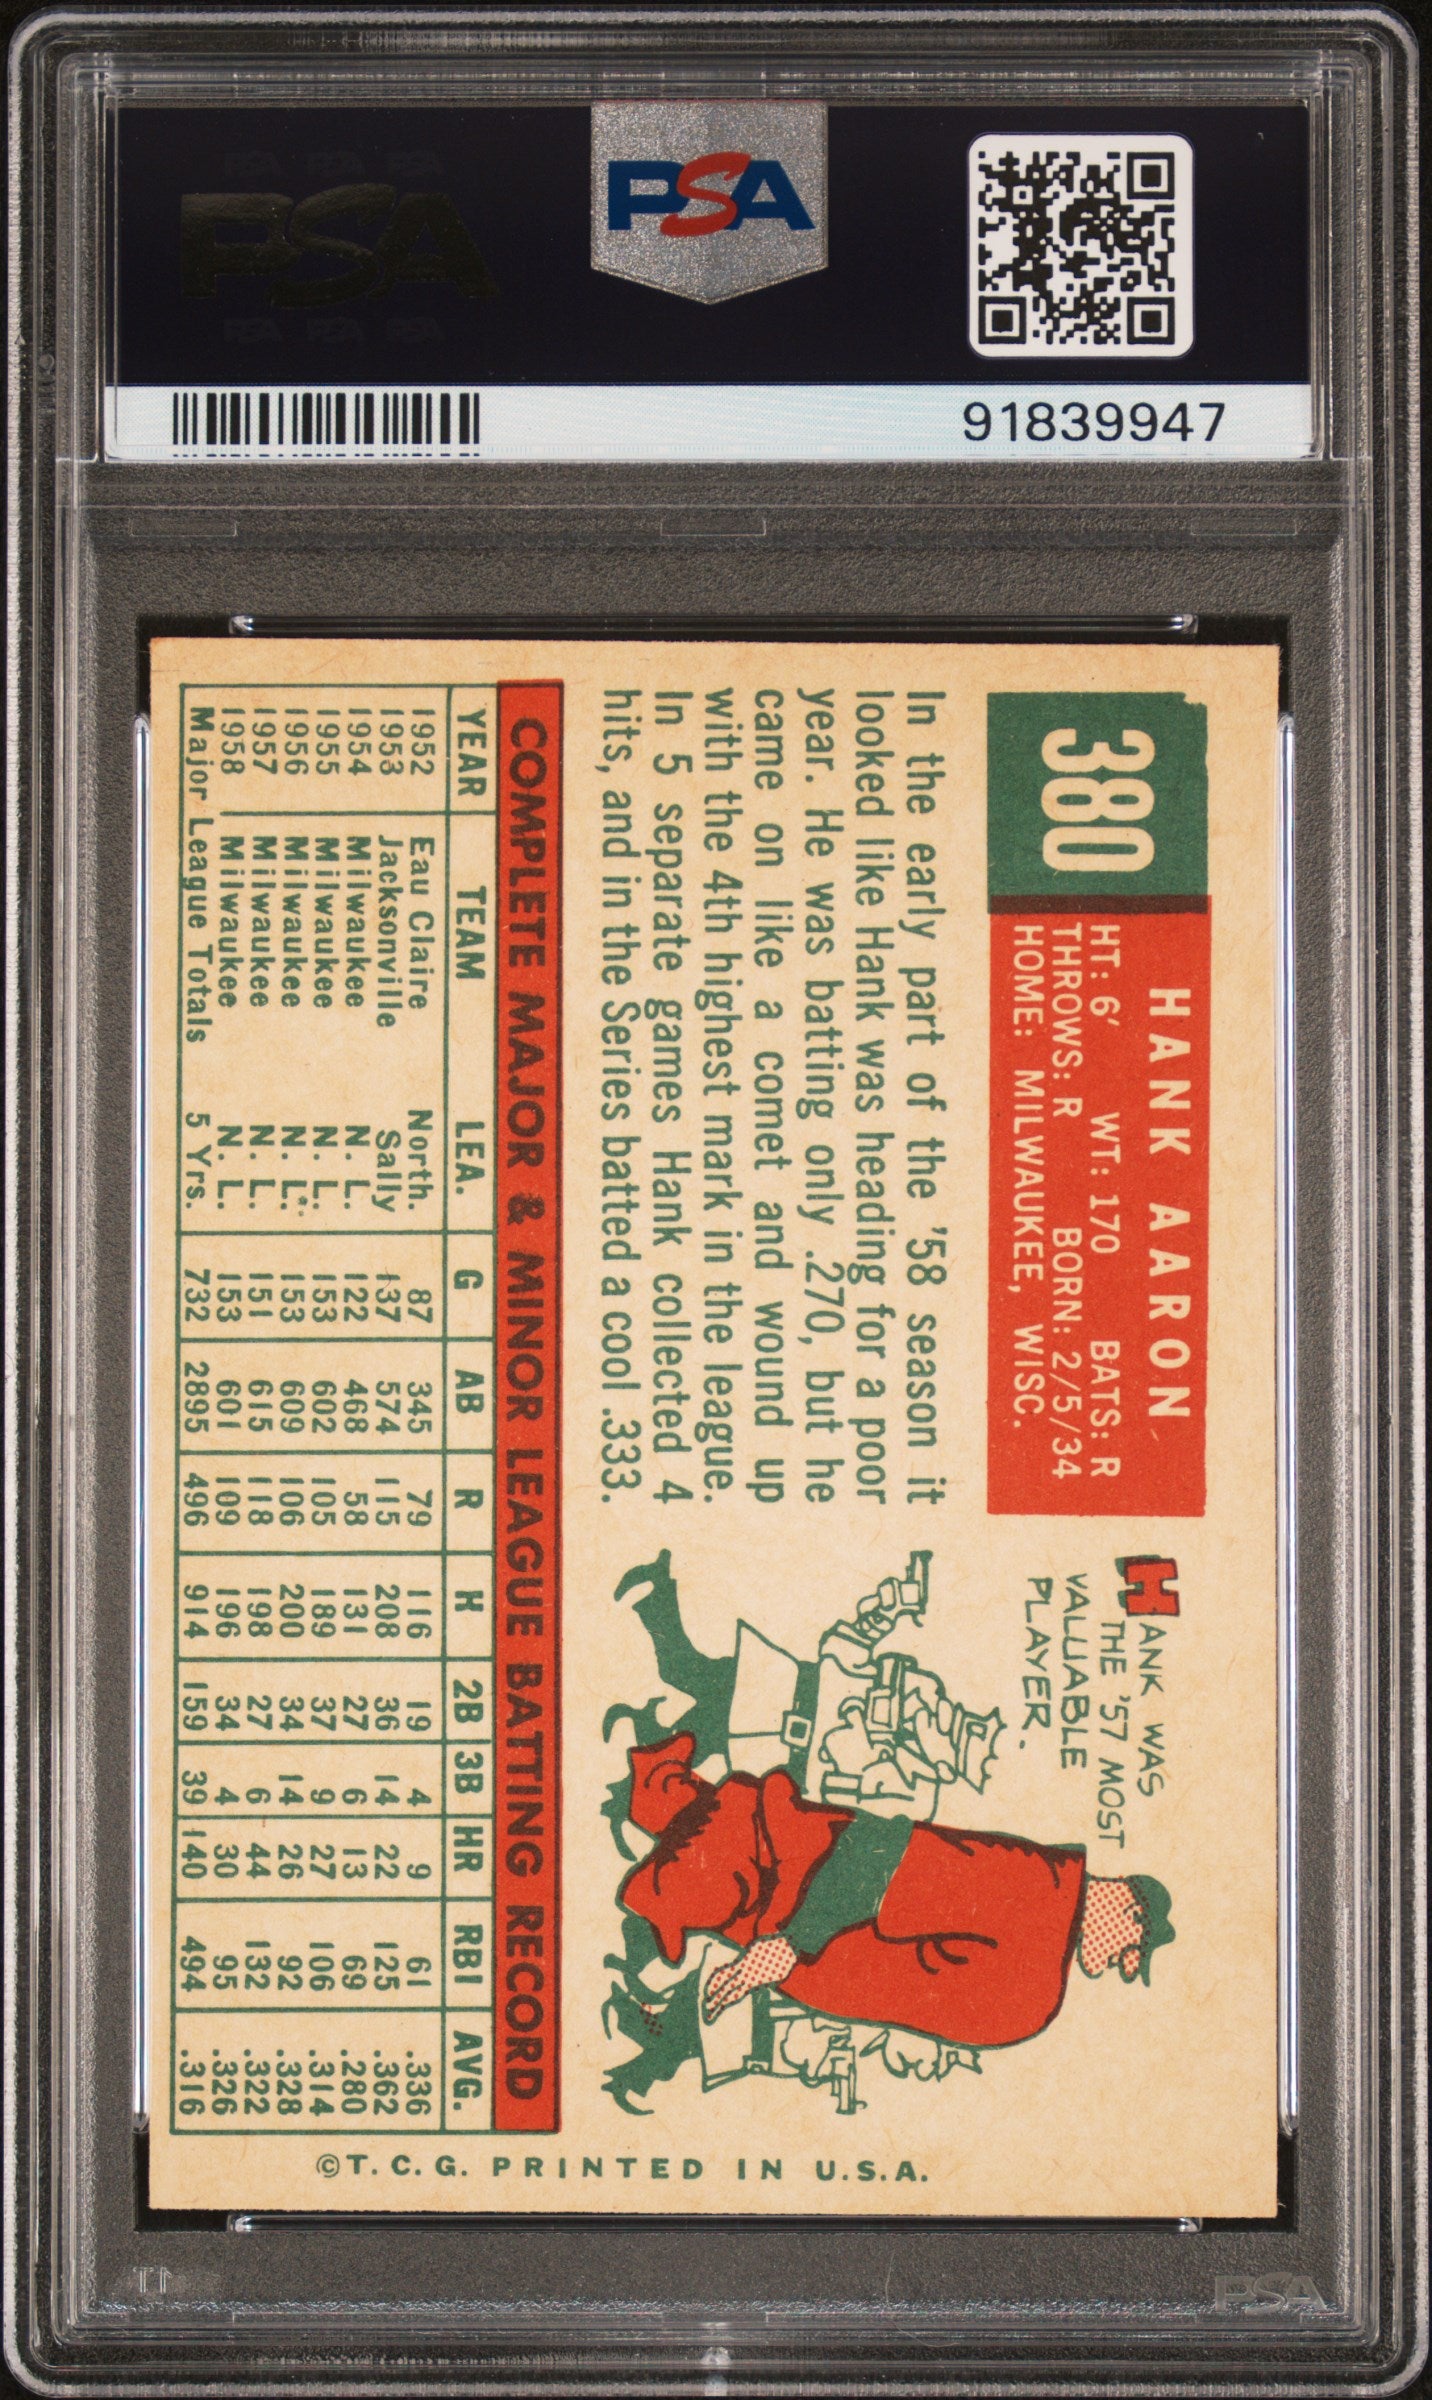 PSA PSA PSA
PSA
PSA PSA PSA
PSA
91839947
380
HANK AARON
HT: 6' WT: 170 BATS: R
THROWS: R BORN: 2/5/34
HOME: MILWAUKEE, WISC.
In the early part of the '58 season it
looked like Hank was heading for a poor
year. He was batting only .270, but he
came on like a comet and wound up
with the 4th highest mark in the league.
In 5 separate games Hank collected 4
hits, and in the Series batted a cool .333.
HANK WAS
THE '57 MOST
VALUABLE
PLAYER.
COMPLETE MAJOR & MINOR LEAGUE BATTING RECORD
YEAR TEAM LEA. G AB R H 2B 3B HR RBI AVG.
1952 Eau Claire North. 87 345 79 116 19 4 9 61 .336
1953 Jacksonville Sally 137 574 115 208 36 14 22 125 .362
1954 Milwaukee N. L. 122 468 58 131 27 6 13 69 .280
1955 Milwaukee N. L. 153 602 105 189 37 9 27 106 .314
1956 Milwaukee N. L. 153 609 106 200 34 14 26 92 .328
1957 Milwaukee N. L. 151 615 118 198 27 6 44 132 .322
1958 Milwaukee N. L. 153 601 109 196 34 4 30 95 .326
Major League Totals 5 Yrs. 732 2895 496 914 159 39 140 494 .316
©T.C.G. PRINTED IN U.S.A.
PSA